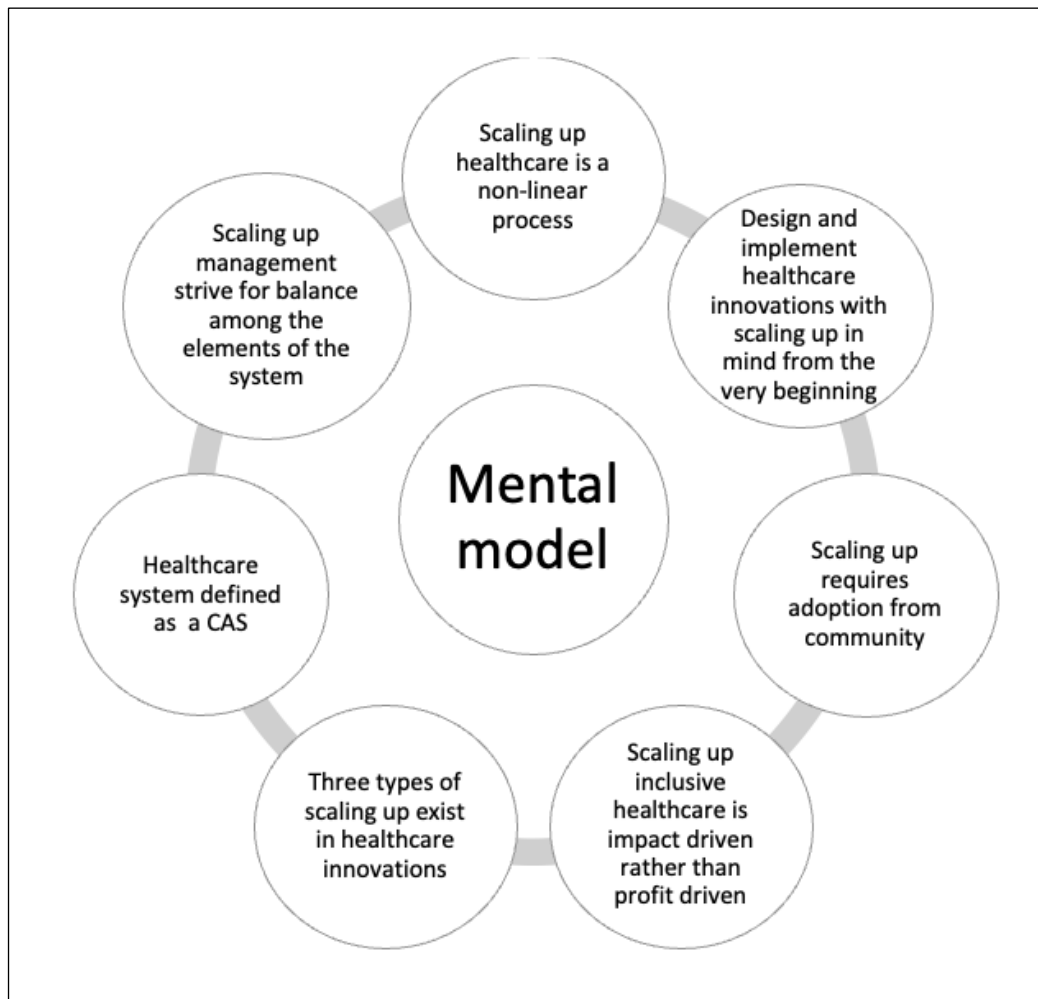 Scaling up
healthcare is a
non-linear
process
Design and
implement
healthcare
innovations with
scaling up in
mind from the
very beginning
Scaling up
requires
adoption from
community
Scaling up
inclusive
healthcare is
impact driven
rather than
profit driven
Three types of
scaling up exist
in healthcare
innovations
Healthcare
system defined
as a CAS
Scaling up
management
strive for balance
among the
elements of the
system
Mental
model